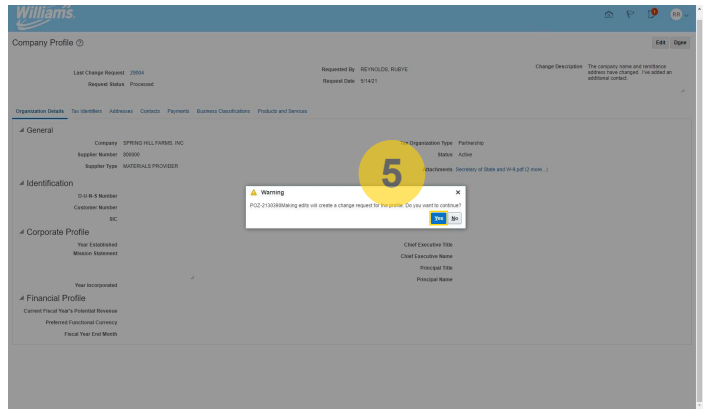 Williams.
RB
Company Profile
Edit Done
Last Change Request 28004
Request Status Processed
Requested By REYNOLDS, RUBYE
Request Date 5/14/21
Change Description The company name and remittance
address have changed. I've added an
additional contact.
Organization Details Tax Identifiers Addresses Contacts Payments Business Classifications Products and Services
General
Company SPRING HILL FARMS, INC
Supplier Number 800000
Supplier Type MATERIALS PROVIDER
Tax Organization Type Partnership
Status Active
Attachments Secretary of State and W-9.pdf (2 more...)
5
Identification
D-U-N-S Number
Customer Number
SIC
Warning
POZ-2130390Making edits will create a change request for the profile. Do you want to continue?
Yes No
Corporate Profile
Year Established
Mission Statement
Year Incorporated
Chief Executive Title
Chief Executive Name
Principal Title
Principal Name
Financial Profile
Current Fiscal Year's Potential Revenue
Preferred Functional Currency
Fiscal Year End Month